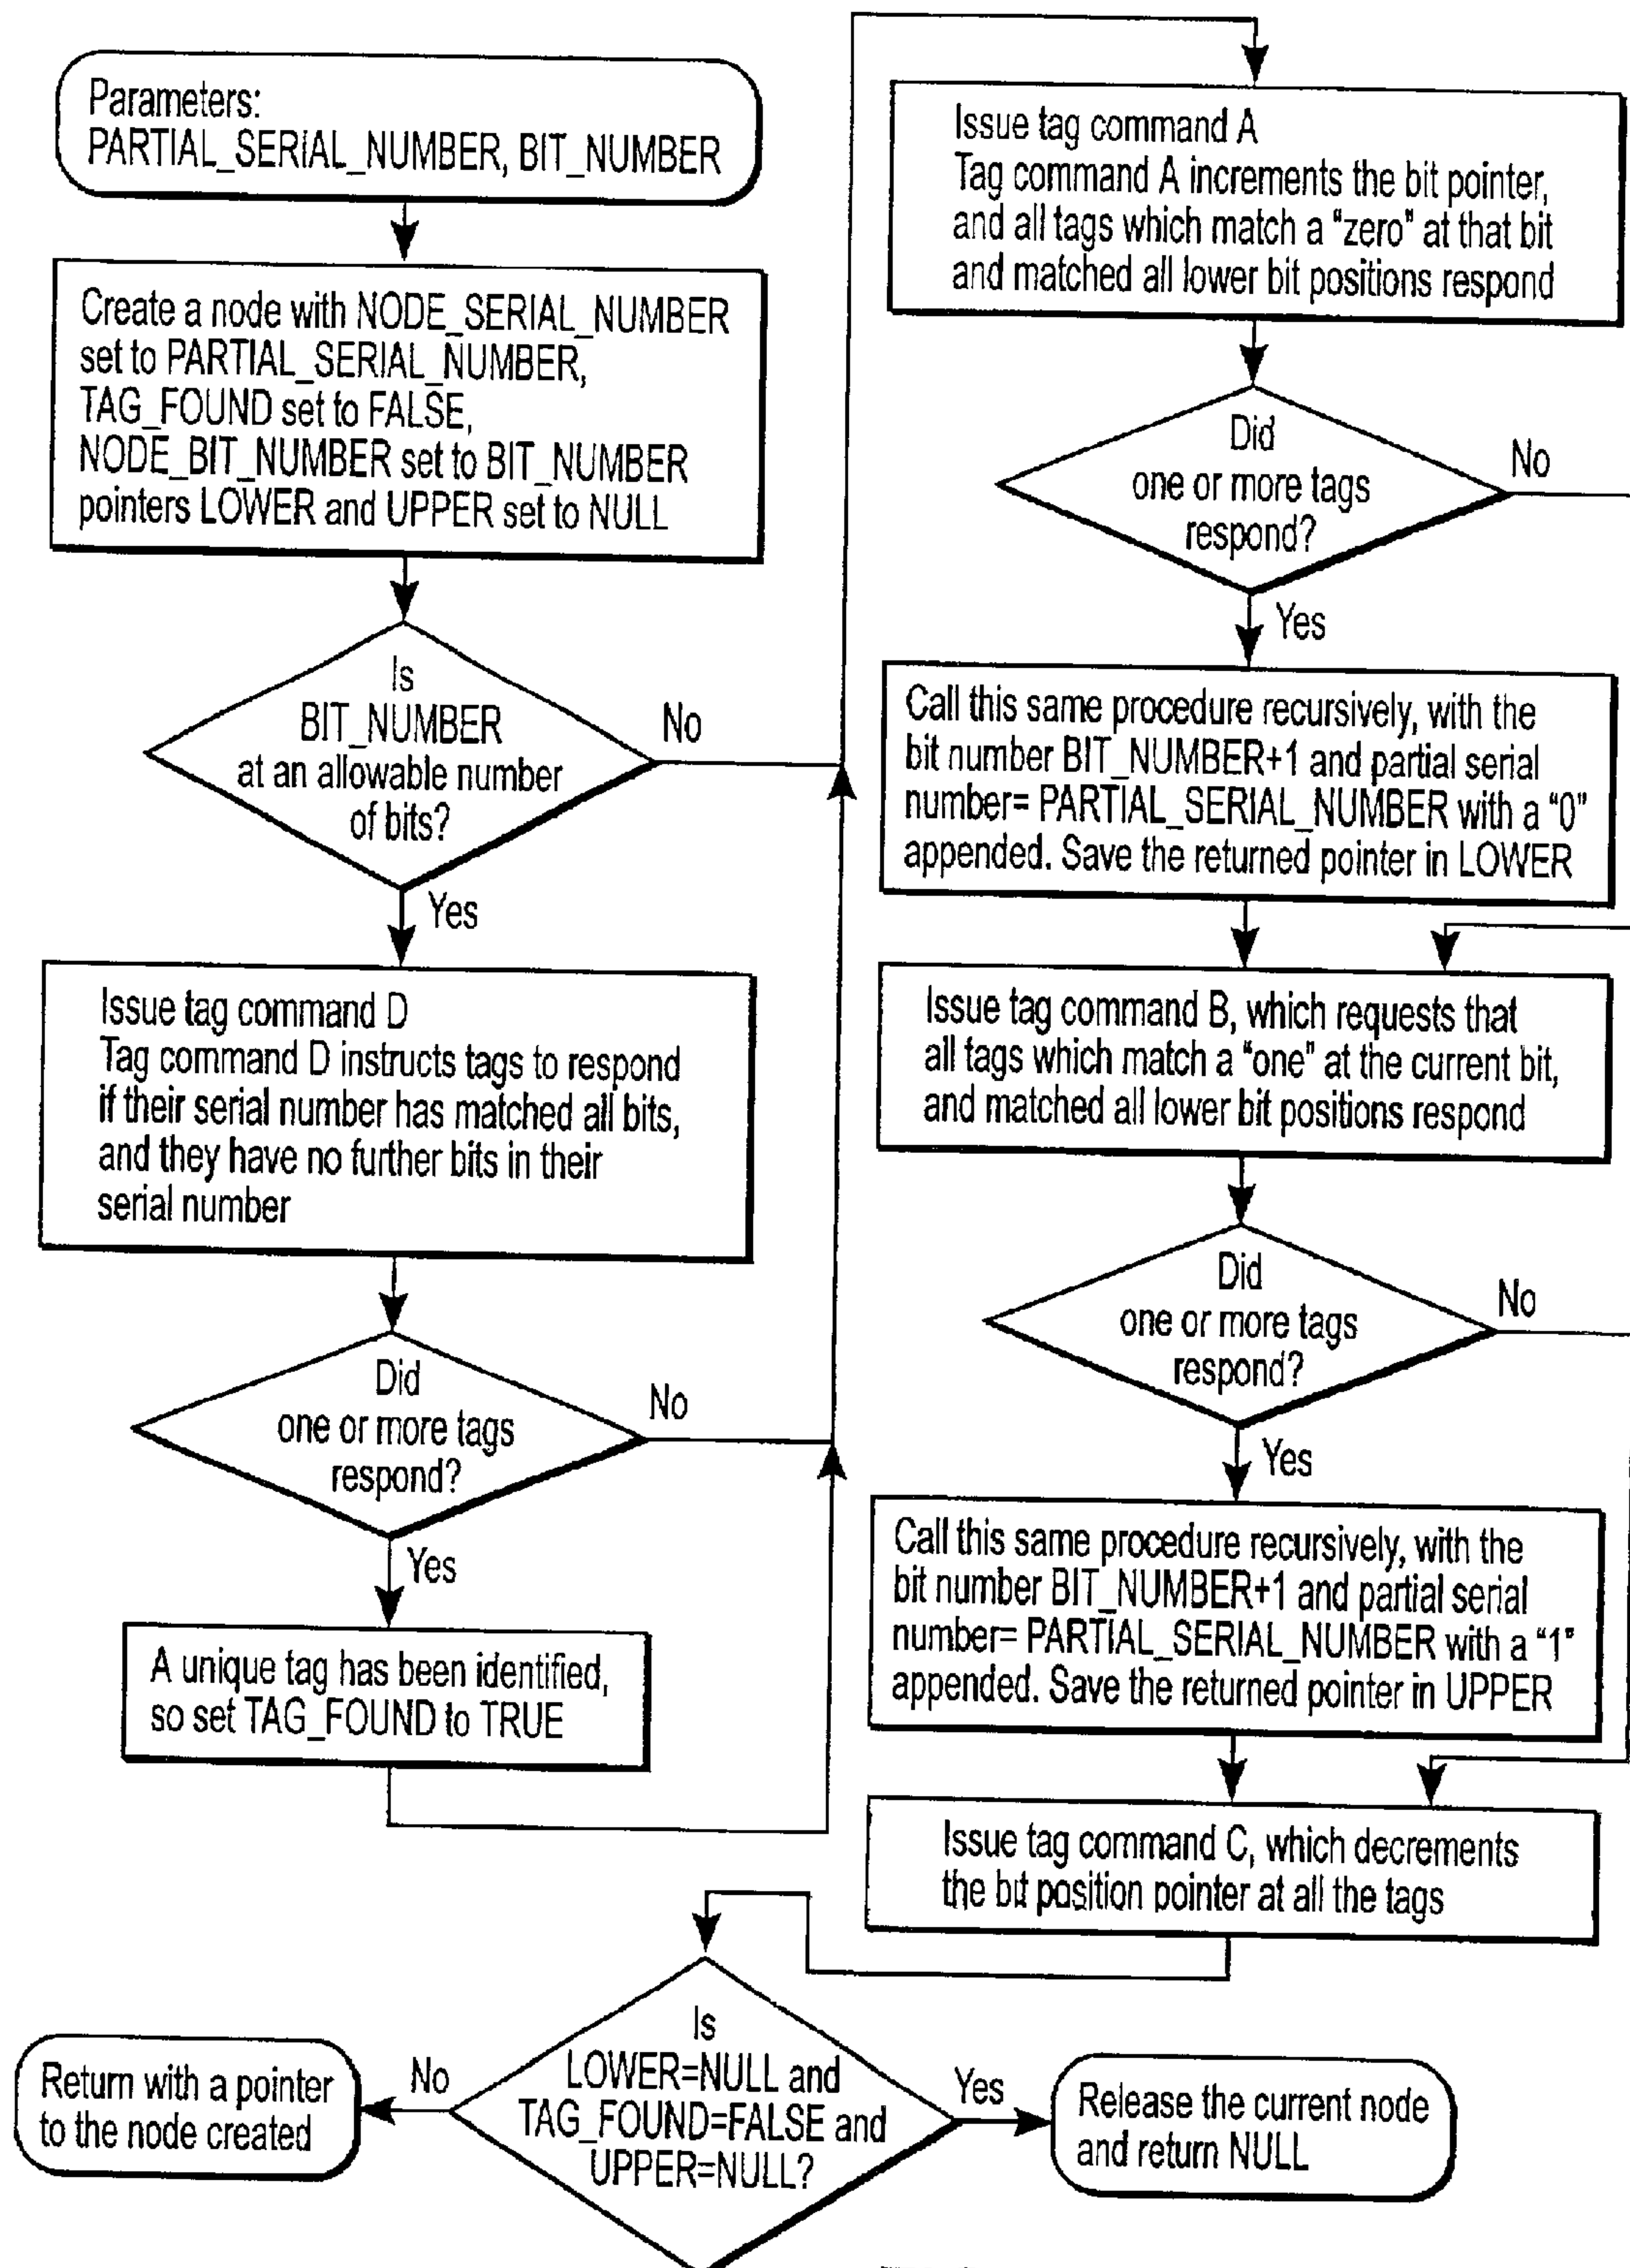 Parameters:
PARTIAL_SERIAL_NUMBER, BIT_NUMBER
Create a node with NODE_SERIAL_NUMBER
set to PARTIAL_SERIAL_NUMBER,
TAG_FOUND set to FALSE,
NODE_BIT_NUMBER set to BIT_NUMBER
pointers LOWER and UPPER set to NULL
Is
BIT_NUMBER
at an allowable number
of bits?
No
Yes
Issue tag command D
Tag command D instructs tags to respond
if their serial number has matched all bits,
and they have no further bits in their
serial number
Did
one or more tags
respond?
No
Yes
A unique tag has been identified,
so set TAG_FOUND to TRUE
Issue tag command A
Tag command A increments the bit pointer,
and all tags which match a "zero" at that bit
and matched all lower bit positions respond
Did
one or more tags
respond?
No
Yes
Call this same procedure recursively, with the
bit number BIT_NUMBER+1 and partial serial
number= PARTIAL_SERIAL_NUMBER with a "0"
appended. Save the returned pointer in LOWER
Issue tag command B, which requests that
all tags which match a "one" at the current bit,
and matched all lower bit positions respond
Did
one or more tags
respond?
No
Yes
Call this same procedure recursively, with the
bit number BIT_NUMBER+1 and partial serial
number= PARTIAL_SERIAL_NUMBER with a "1"
appended. Save the returned pointer in UPPER
Issue tag command C, which decrements
the bit position pointer at all the tags
Is
LOWER=NULL and
TAG_FOUND=FALSE and
UPPER=NULL?
No
Return with a pointer
to the node created
Yes
Release the current node
and return NULL